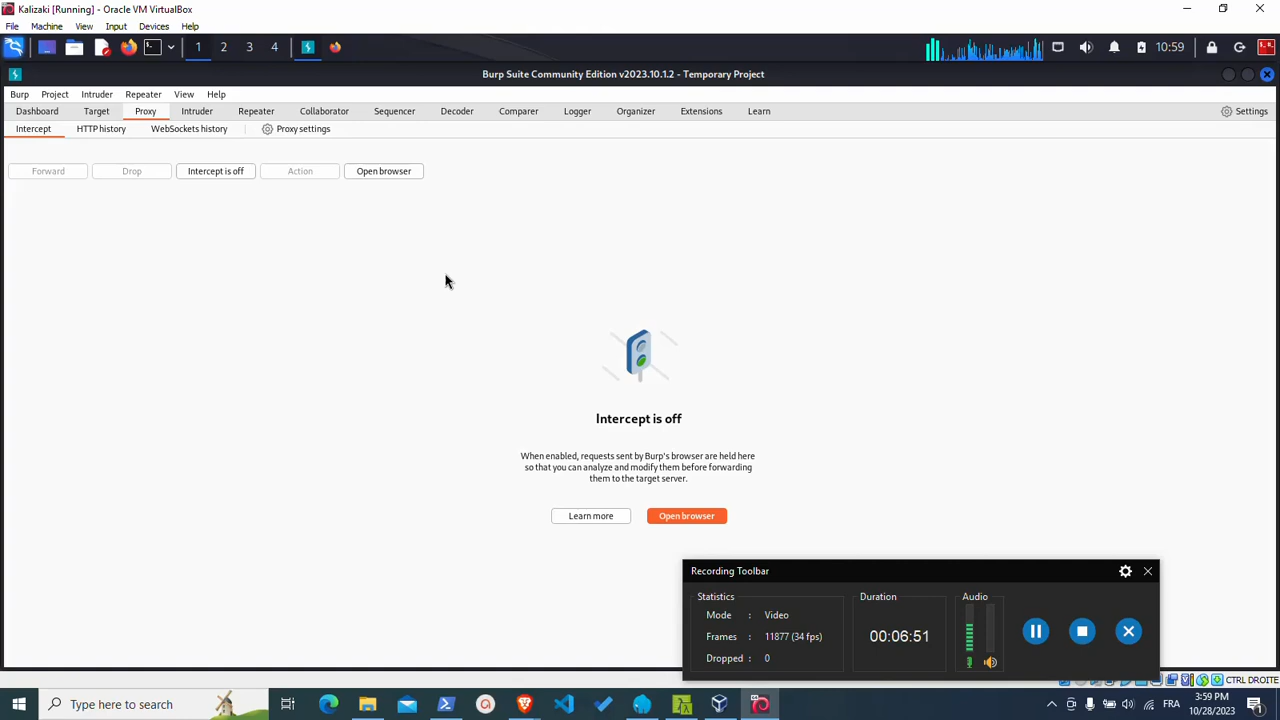 Kalizaki [Running] - Oracle VM VirtualBox
File Machine View Input Devices Help
1 2 3 4 10:59
Burp Suite Community Edition v2023.10.1.2 - Temporary Project
Burp Project Intruder Repeater View Help
Dashboard Target Proxy Intruder Repeater Collaborator Sequencer Decoder Comparer Logger Organizer Extensions Learn Settings
Intercept HTTP history WebSockets history Proxy settings
Forward Drop Intercept is off Action Open browser
Intercept is off
When enabled, requests sent by Burp's browser are held here
so that you can analyze and modify them before forwarding
them to the target server.
Learn more Open browser
Recording Toolbar
Statistics Duration Audio
Mode : Video
Frames : 11877 (34 fps)
00:06:51
Dropped : 0
CTRL DROITE
Type here to search
FRA
3:59 PM
10/28/2023
1